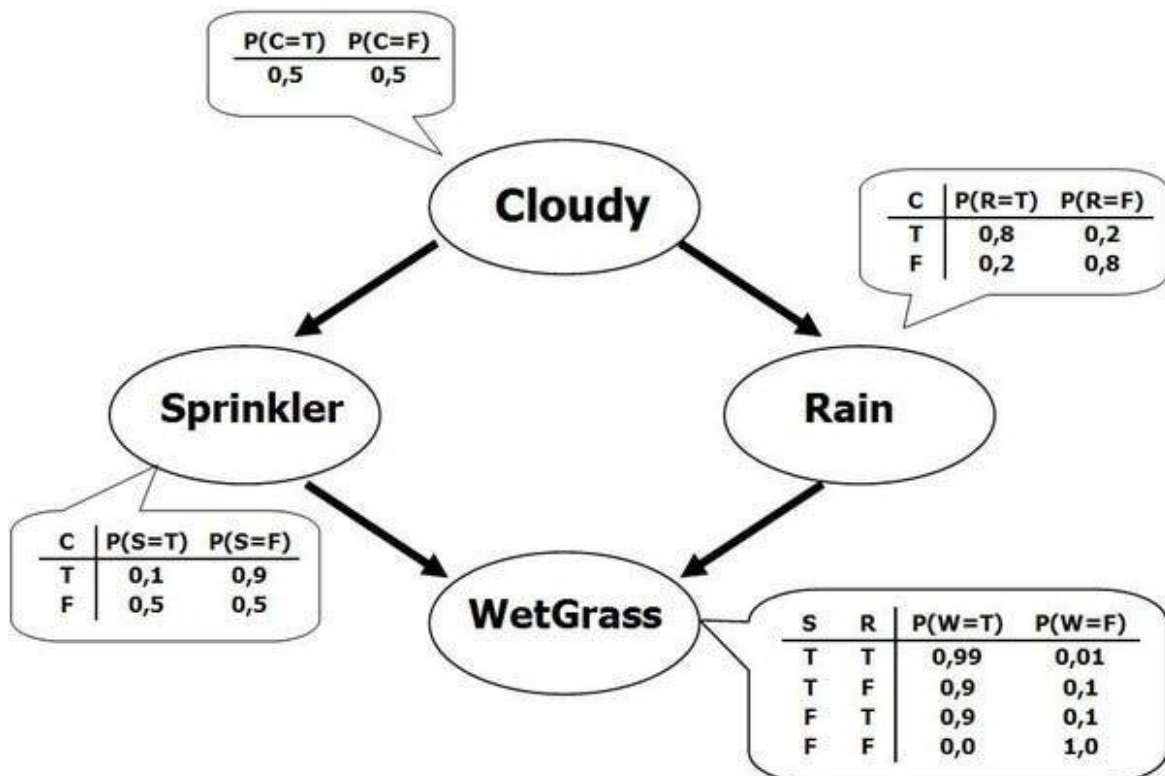 P(C=T) P(C=F)
0,5 0,5
Cloudy
C P(R=T) P(R=F)
T 0,8 0,2
F 0,2 0,8
Sprinkler
Rain
C P(S=T) P(S=F)
T 0,1 0,9
F 0,5 0,5
WetGrass
S R P(W=T) P(W=F)
T T 0,99 0,01
T F 0,9 0,1
F T 0,9 0,1
F F 0,0 1,0